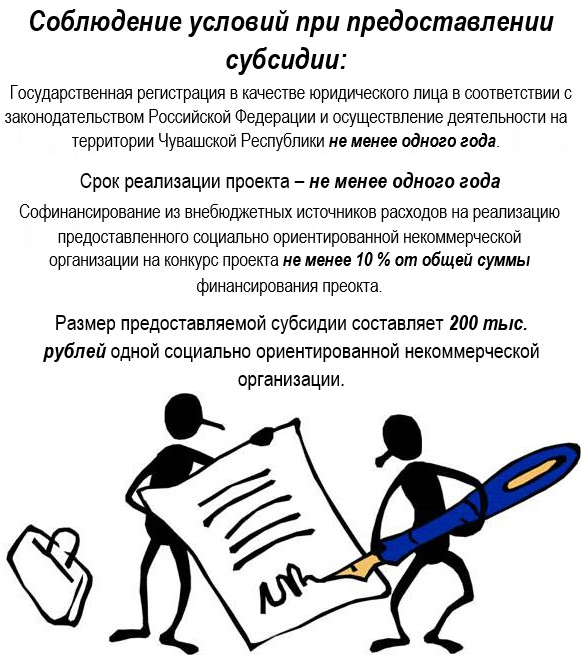 Соблюдение условий при предоставлении
субсидии:
Государственная регистрация в качестве юридического лица в соответствии с
законодательством Российской Федерации и осуществление деятельности на
территории Чувашской Республики не менее одного года.
Срок реализации проекта – не менее одного года
Софинансирование из внебюджетных источников расходов на реализацию
предоставленного социально ориентированной некоммерческой
организации на конкурс проекта не менее 10 % от общей суммы
финансирования преокта.
Размер предоставляемой субсидии составляет 200 тыс.
рублей одной социально ориентированной некоммерческой
организации.